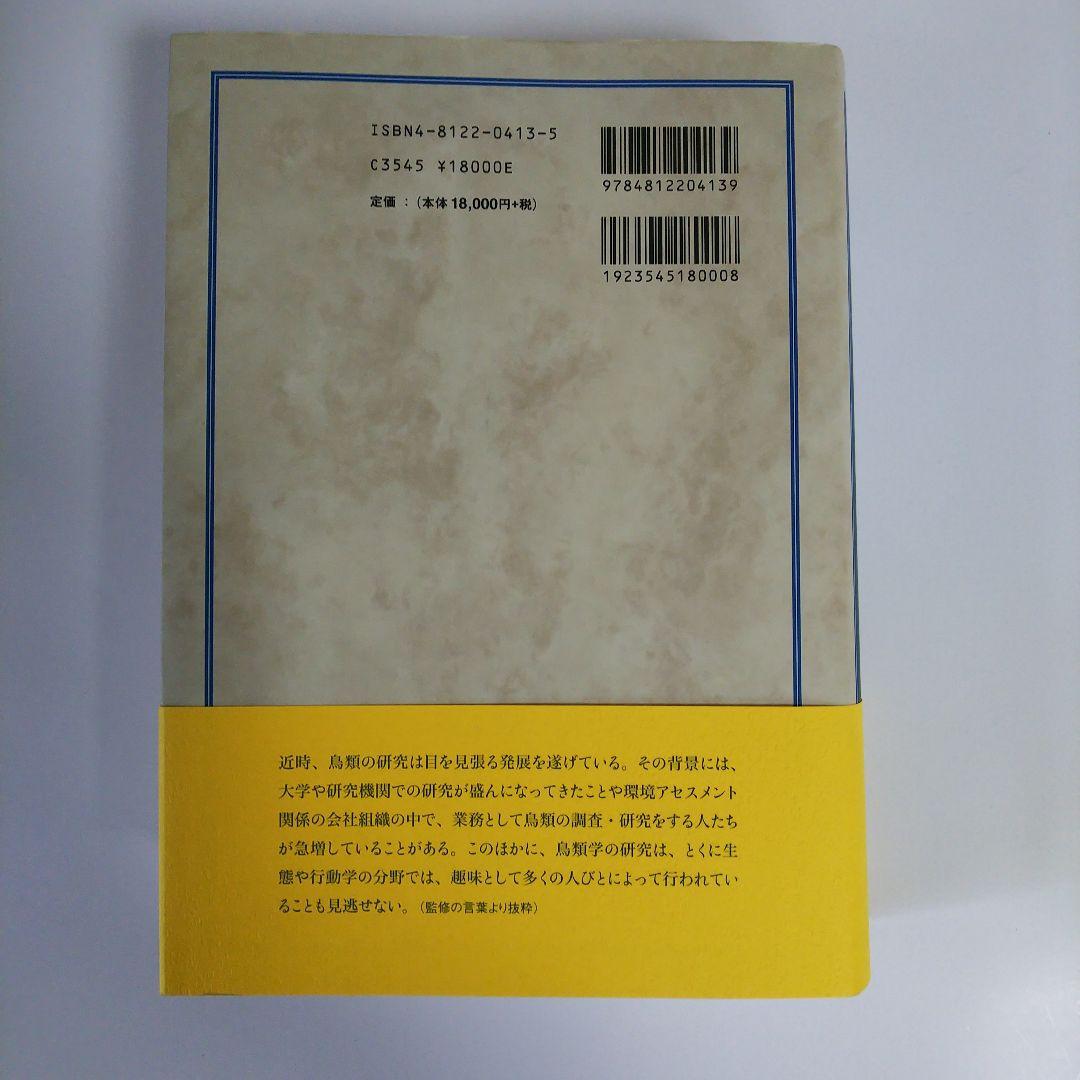 ISBN4-8122-0413-5
C3545 ¥18000E
定価：（本体 18,000円+税）
9784812204139
1923545180008
近時、鳥類の研究は目を見張る発展を遂げている。その背景には、
大学や研究機関での研究が盛んになってきたことや環境アセスメント
関係の会社組織の中で、業務として鳥類の調査・研究をする人たち
が急増していることがある。このほかに、鳥類学の研究は、とくに生
態や行動学の分野では、趣味として多くの人びとによって行われてい
ることも見逃せない。（監修の言葉より抜粋）